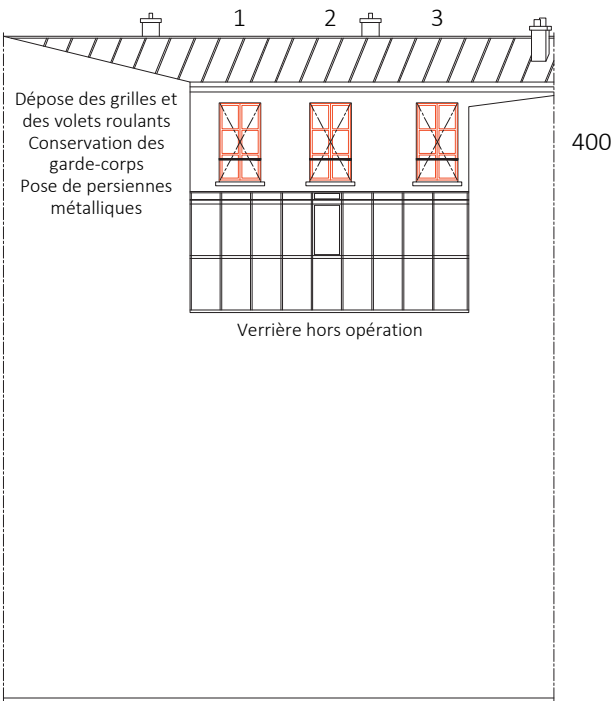 1 2 3
Dépose des grilles et
des volets roulants
Conservation des
garde-corps
Pose de persiennes
métalliques
400
Verrière hors opération